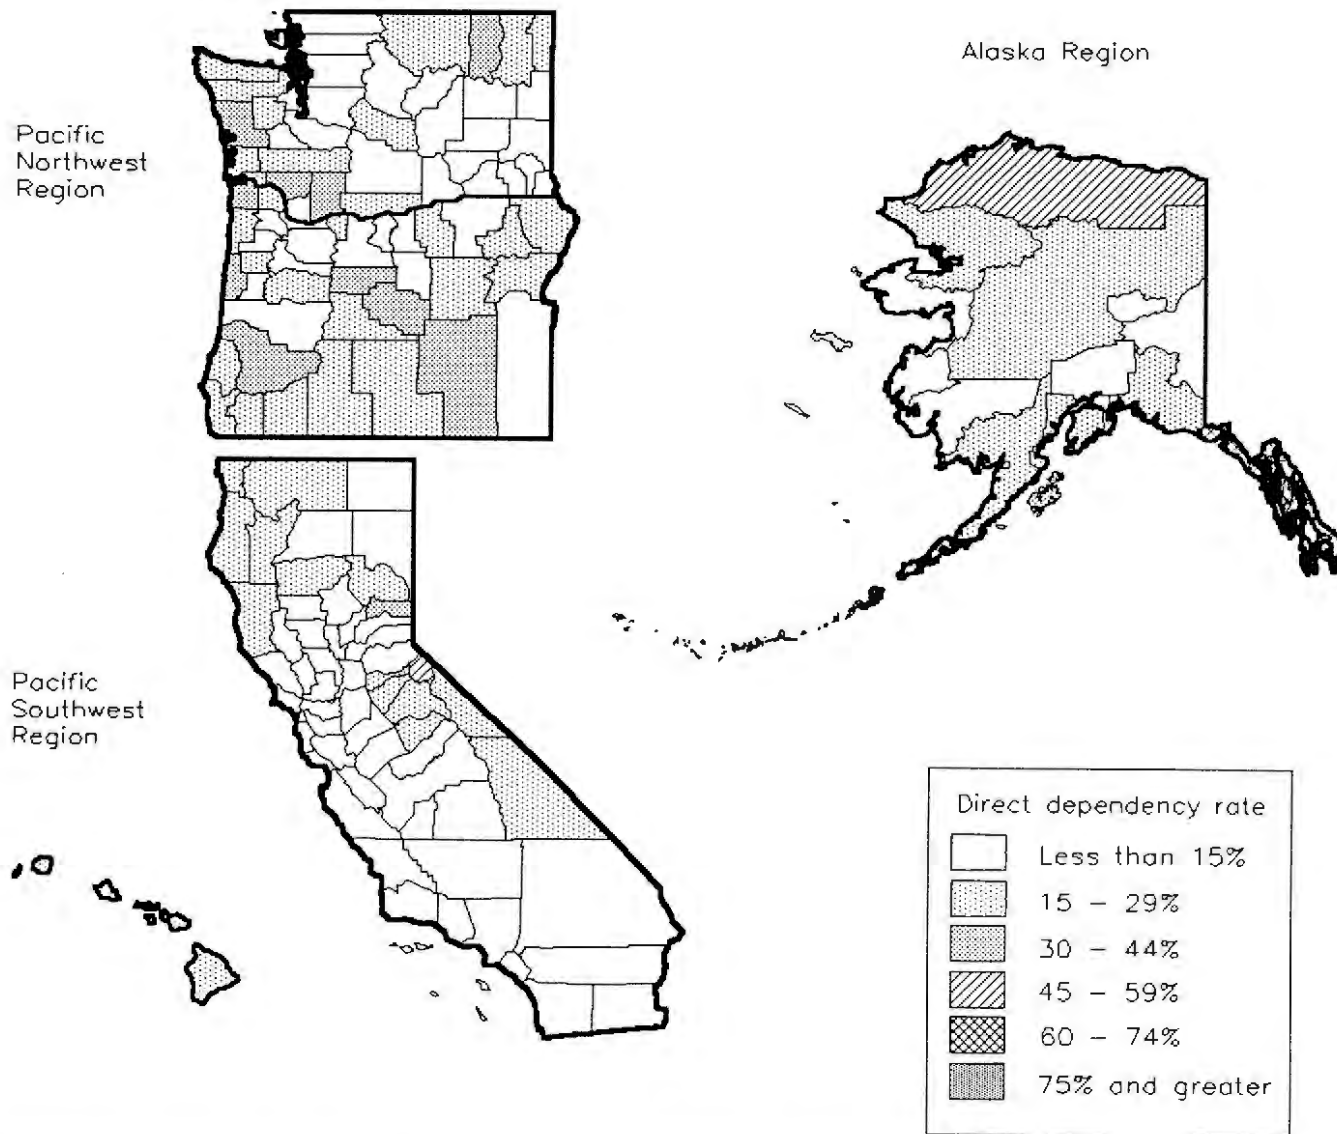 Alaska Region
Pacific
Northwest
Region
Pacific
Southwest
Region
Direct dependency rate
Less than 15%
15 – 29%
30 – 44%
45 – 59%
60 – 74%
75% and greater